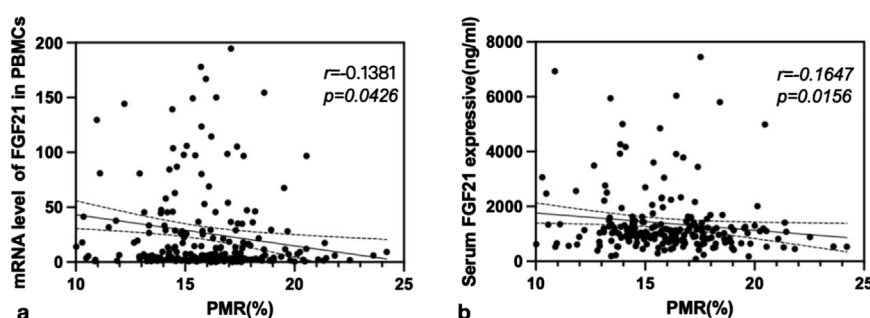 mRNA level of FGF21 in PBMCs
200
150
100
50
0
r=-0.1381
p=0.0426
10
15
20
25
PMR(%)
a
Serum FGF21 expressive(ng/ml)
8000
6000
4000
2000
0
r=-0.1647
p=0.0156
10
15
20
25
PMR(%)
b